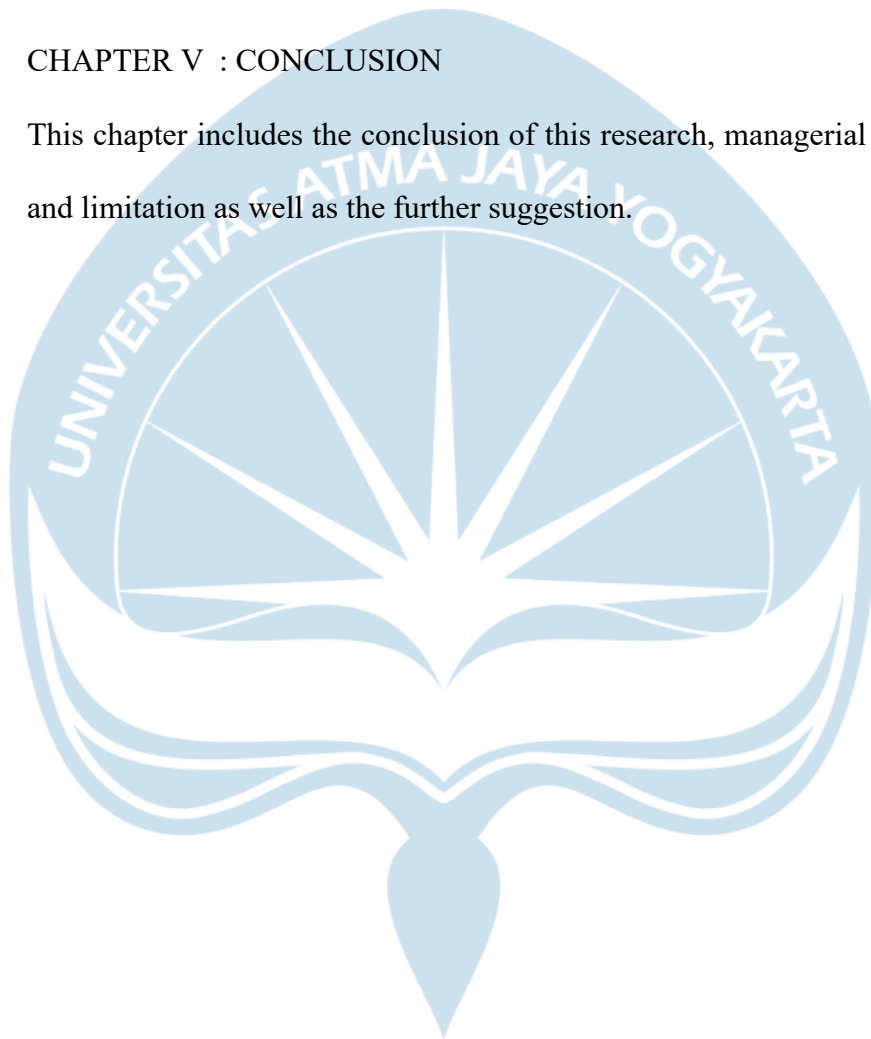 CHAPTER V : CONCLUSION
This chapter includes the conclusion of this research, managerial
and limitation as well as the further suggestion.
UNIVERSITAS ATMA JAYA YOGYAKARTA